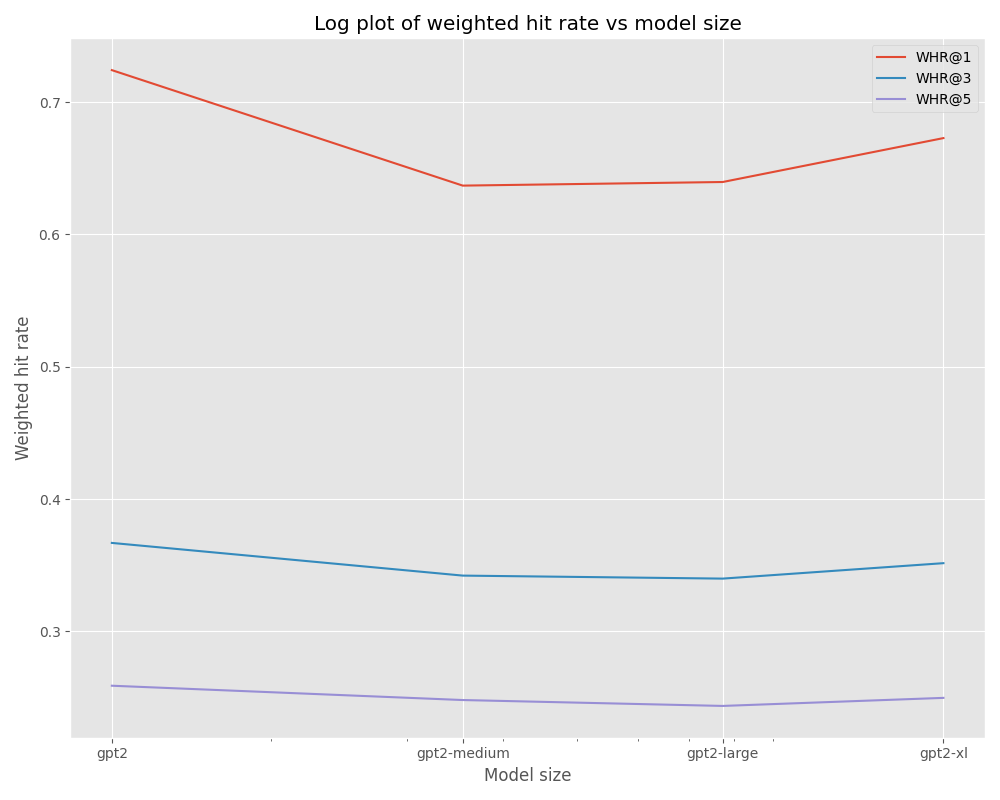 Log plot of weighted hit rate vs model size
WHR@1
WHR@3
WHR@5
Weighted hit rate
0.7
0.6
0.5
0.4
0.3
gpt2 gpt2-medium gpt2-large gpt2-xl
Model size